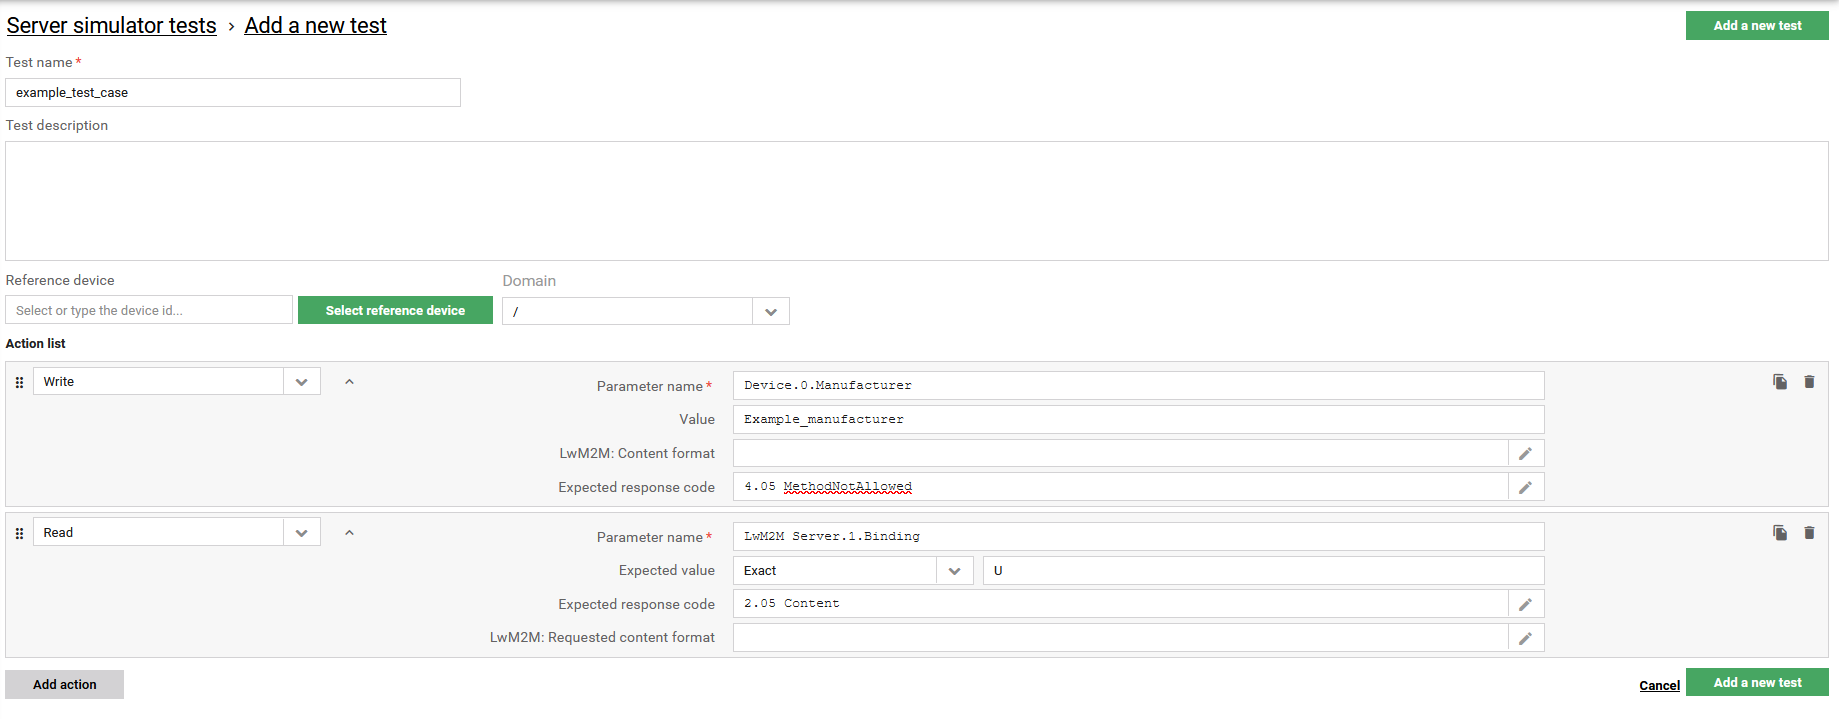 Server simulator tests › Add a new test
Add a new test
Test name *
example_test_case
Test description
Reference device
Domain
Select or type the device id...
Select reference device
/
Action list
Write
Parameter name *
Device.0.Manufacturer
Value
Example_manufacturer
LwM2M: Content format
Expected response code
4.05 MethodNotAllowed
Read
Parameter name *
LwM2M Server.1.Binding
Expected value
Exact
U
Expected response code
2.05 Content
LwM2M: Requested content format
Add action
Cancel
Add a new test